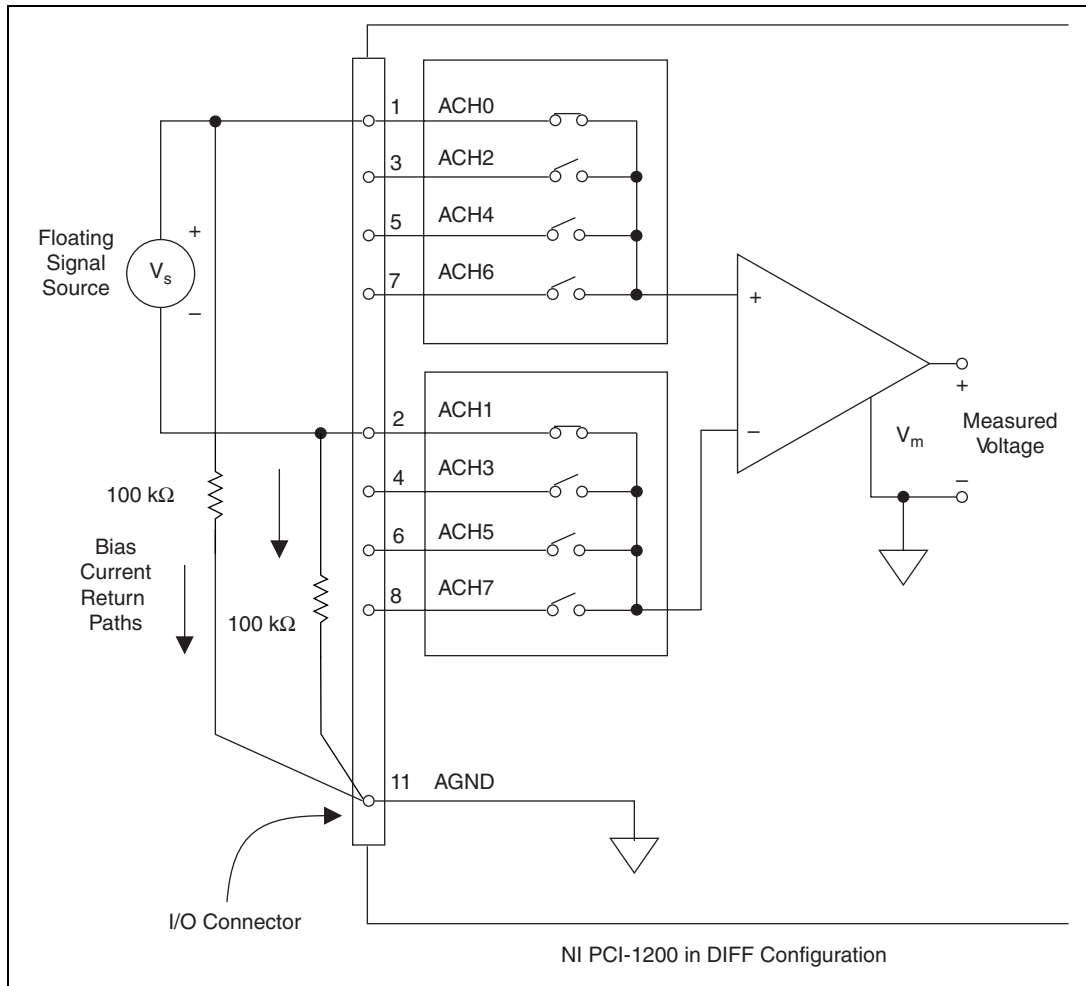 1 ACH0
3 ACH2
5 ACH4
7 ACH6
Floating
Signal
Source
+
Vs
–
+
–
2 ACH1
4 ACH3
6 ACH5
8 ACH7
+
Vm
–
Measured
Voltage
100 kΩ
Bias
Current
Return
Paths
100 kΩ
11 AGND
I/O Connector
NI PCI-1200 in DIFF Configuration